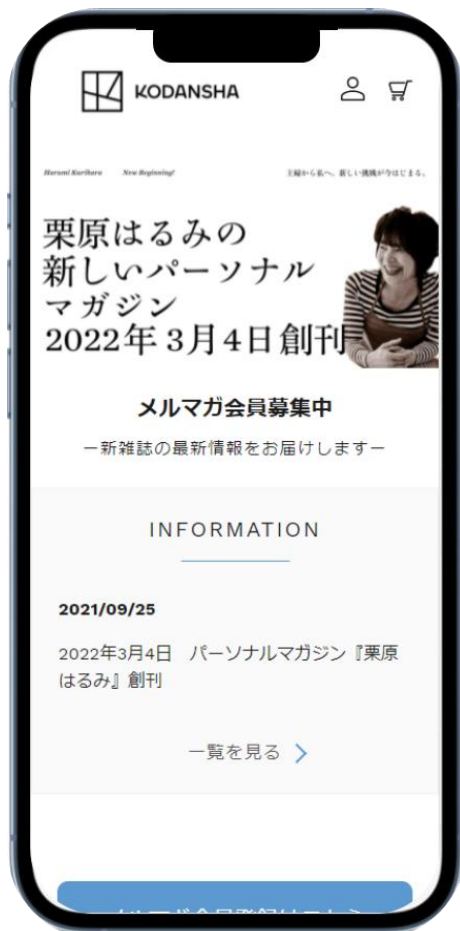 KODANSHA
Harumi Kurihara New Beginning!
主婦から私へ、新しい挑戦が今はじまる。
栗原はるみの
新しいパーソナル
マガジン
2022年3月4日創刊
メルマガ会員募集中
ー新雑誌の最新情報をお届けしますー
INFORMATION
2021/09/25
2022年3月4日　パーソナルマガジン『栗原
はるみ』創刊
一覧を見る